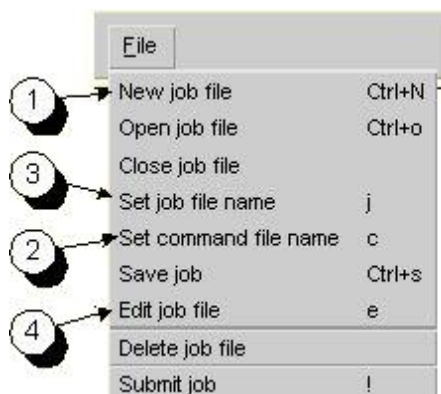 File
1 New job file Ctrl+N
Open job file Ctrl+o
Close job file
3 Set job file name j
2 Set command file name c
Save job Ctrl+s
4 Edit job file e
Delete job file
Submit job !